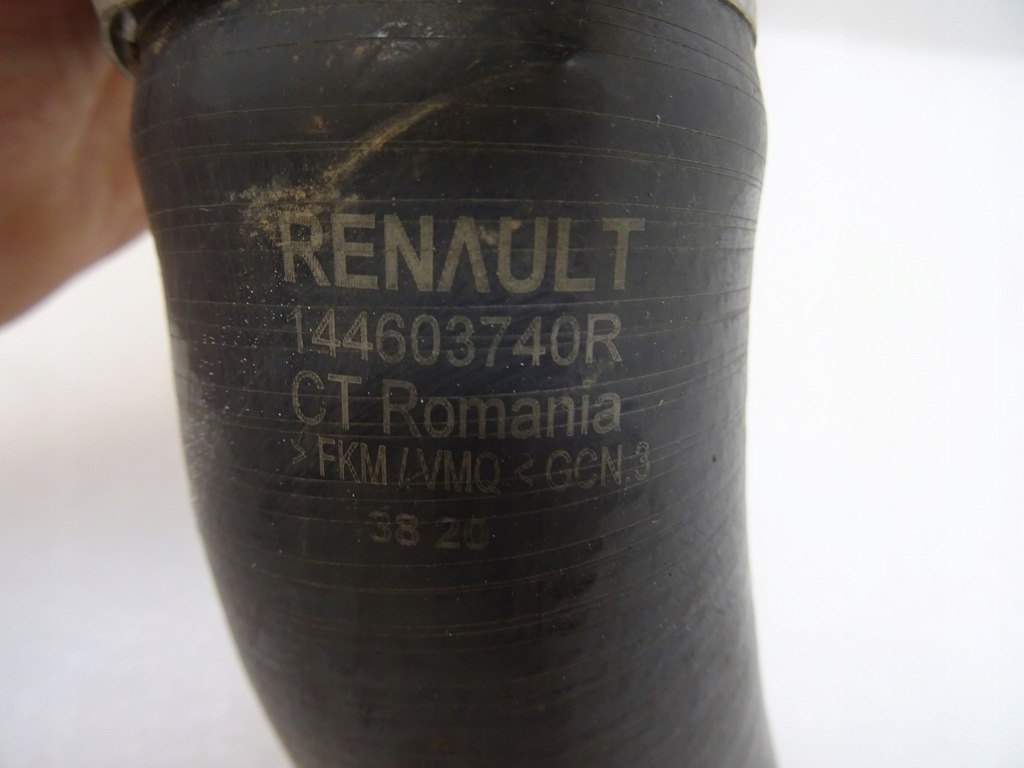 RENAULT
144603740R
CT Romania
>FKM/VMQ< GCN.3
38 20